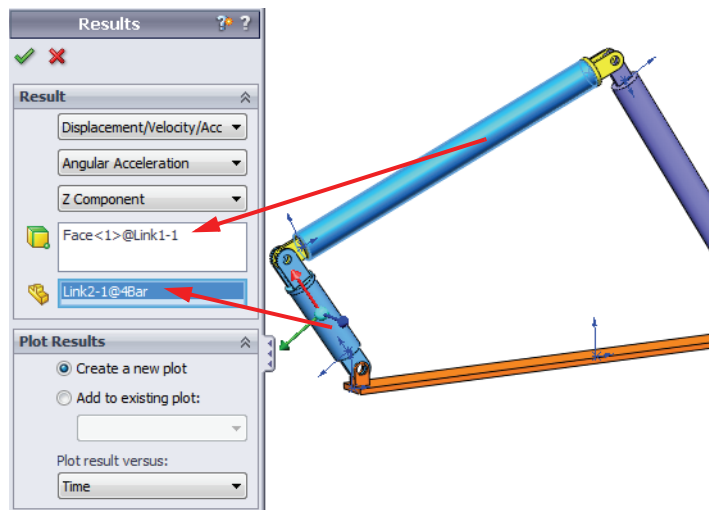 Results
Result
Displacement/Velocity/Acc
Angular Acceleration
Z Component
Face<1>@Link1-1
Link2-1@4Bar
Plot Results
Create a new plot
Add to existing plot:
Plot result versus:
Time